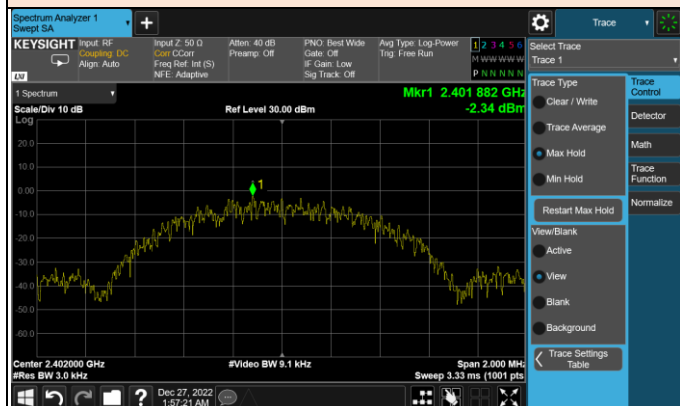 Spectrum Analyzer 1
Swept SA
+
Trace
KEYSIGHT
Input: RF
Coupling: DC
Align: Auto
Input Z: 50 Ω
Corr CCorr
Freq Ref: Int (S)
NFE: Adaptive
Atten: 40 dB
Preamp: Off
PNO: Best Wide
Gate: Off
IF Gain: Low
Sig Track: Off
Avg Type: Log-Power
Trig: Free Run
1 2 3 4 5 6
M W W W W W
P N N N N N
LXI
Select Trace
Trace 1
1 Spectrum
Scale/Div 10 dB
Log
Ref Level 30.00 dBm
Mkr1 2.401 882 GHz
-2.34 dBm
20.0
10.0
0.00
-10.0
-20.0
-30.0
-40.0
-50.0
-60.0
1
Center 2.402000 GHz
#Res BW 3.0 kHz
#Video BW 9.1 kHz
Span 2.000 MHz
Sweep 3.33 ms (1001 pts)
Trace Type
Clear / Write
Trace Average
Max Hold
Min Hold
Restart Max Hold
View/Blank
Active
View
Blank
Background
Trace Settings
Table
Trace
Control
Detector
Math
Trace
Function
Normalize
?
Dec 27, 2022
1:57:21 AM